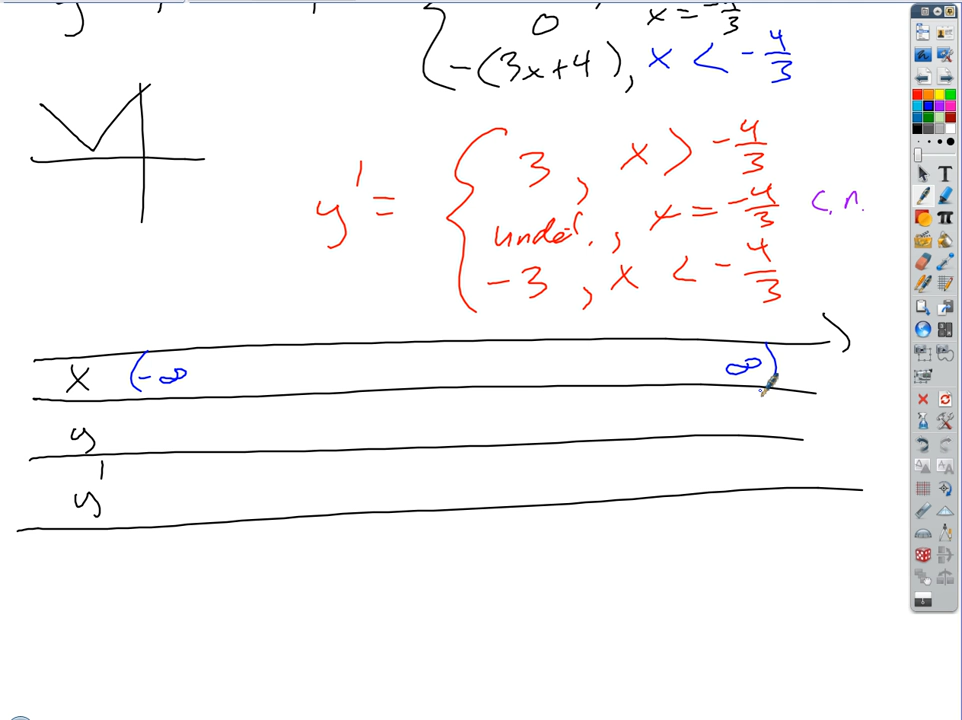 0 , x = -4/3
-(3x+4), x < -4/3
y' = { 3 , x > -4/3
undef. , x = -4/3 c.n.
-3 , x < -4/3
x (-∞ ∞)
y
y'